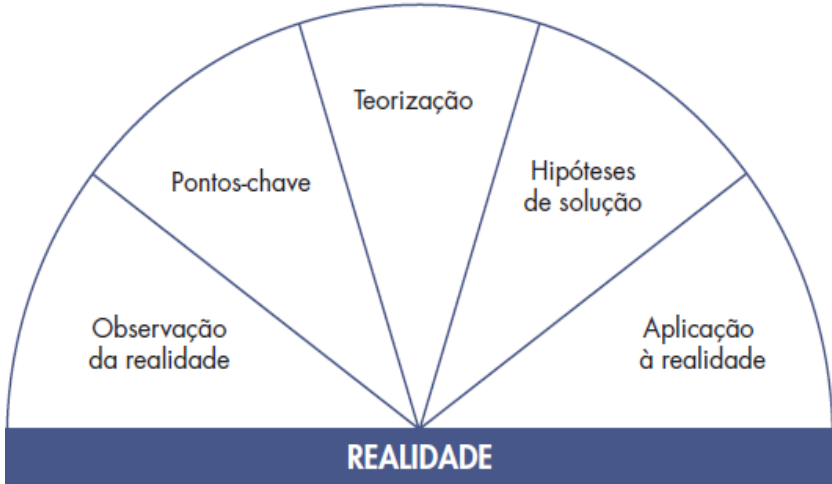 Observação
da realidade
Pontos-chave
Teorização
Hipóteses
de solução
Aplicação
à realidade
REALIDADE